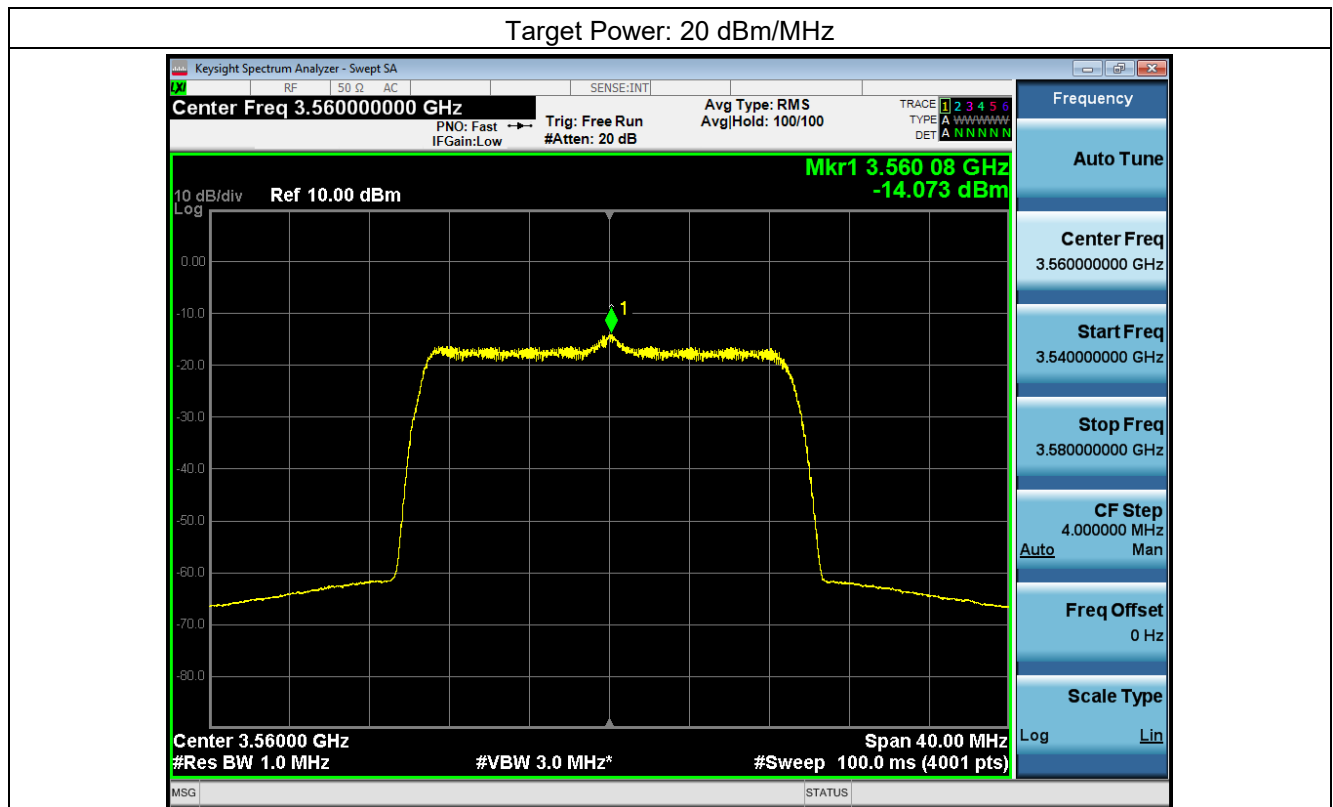 Target Power: 20 dBm/MHz
Keysight Spectrum Analyzer - Swept SA
LXI RF 50 Ω AC SENSE:INT
Center Freq 3.560000000 GHz
PNO: Fast
IFGain:Low
Trig: Free Run
#Atten: 20 dB
Avg Type: RMS
Avg|Hold: 100/100
TRACE 1 2 3 4 5 6
TYPE A WWWWW
DET A N N N N N
Mkr1 3.560 08 GHz
-14.073 dBm
10 dB/div Ref 10.00 dBm
Log
0.00
-10.0
-20.0
-30.0
-40.0
-50.0
-60.0
-70.0
-80.0
1
Center 3.56000 GHz Span 40.00 MHz
#Res BW 1.0 MHz #VBW 3.0 MHz* #Sweep 100.0 ms (4001 pts)
MSG STATUS
Frequency
Auto Tune
Center Freq
3.560000000 GHz
Start Freq
3.540000000 GHz
Stop Freq
3.580000000 GHz
CF Step
4.000000 MHz
Auto Man
Freq Offset
0 Hz
Scale Type
Log Lin